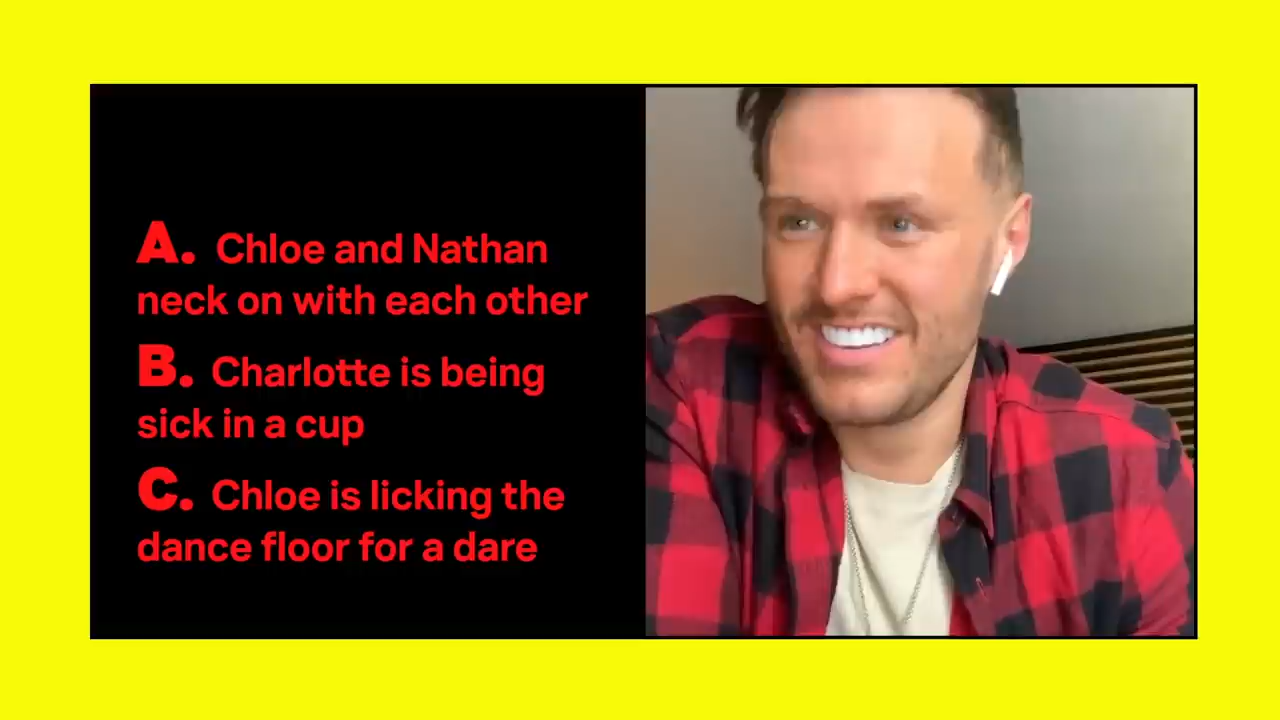 A. Chloe and Nathan
neck on with each other
B. Charlotte is being
sick in a cup
C. Chloe is licking the
dance floor for a dare